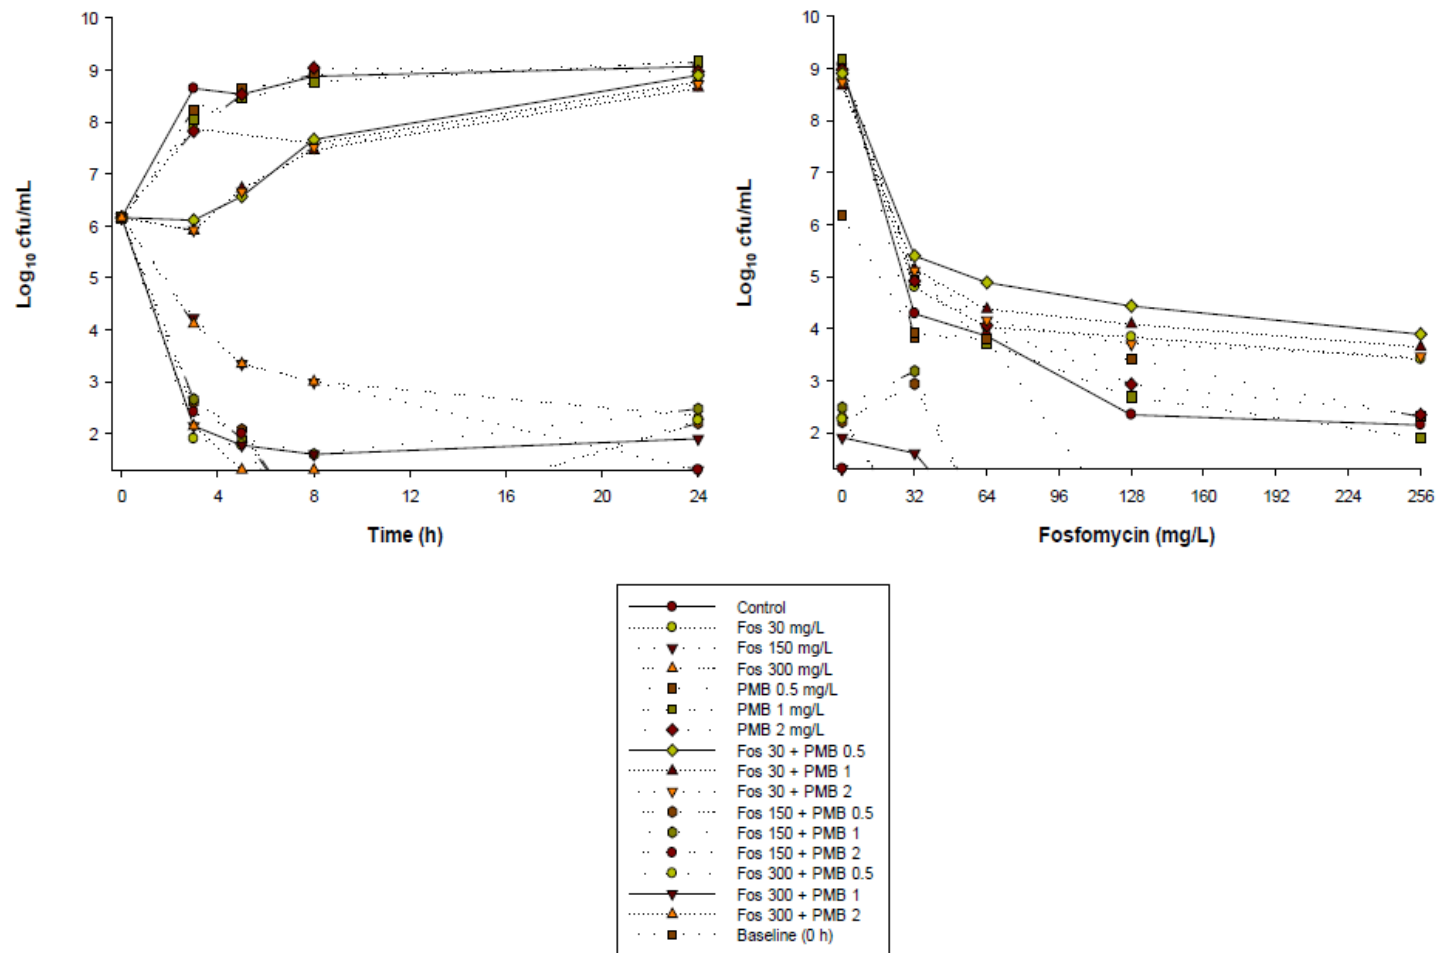 10
9
8
7
6
5
4
3
2
Log10 cfu/mL
0
4
8
12
16
20
24
Time (h)
10
9
8
7
6
5
4
3
2
Log10 cfu/mL
0
32
64
96
128
160
192
224
256
Fosfomycin (mg/L)
Control
Fos 30 mg/L
Fos 150 mg/L
Fos 300 mg/L
PMB 0.5 mg/L
PMB 1 mg/L
PMB 2 mg/L
Fos 30 + PMB 0.5
Fos 30 + PMB 1
Fos 30 + PMB 2
Fos 150 + PMB 0.5
Fos 150 + PMB 1
Fos 150 + PMB 2
Fos 300 + PMB 0.5
Fos 300 + PMB 1
Fos 300 + PMB 2
Baseline (0 h)